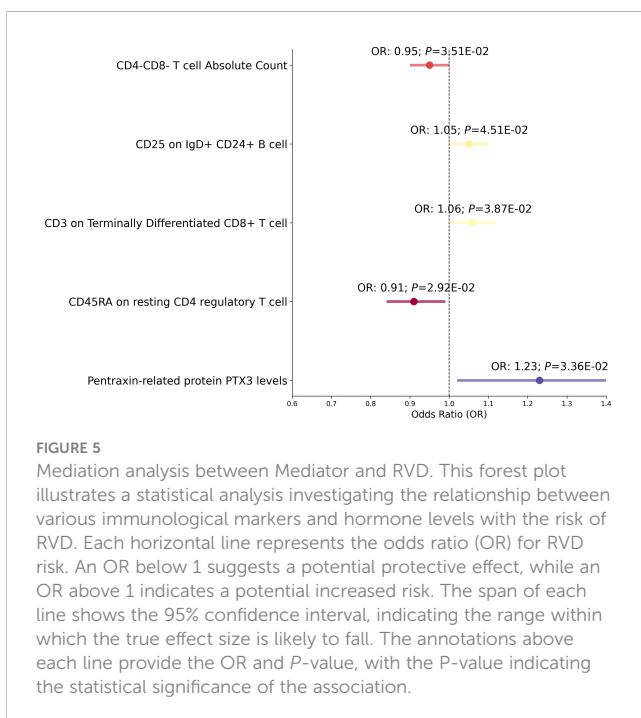 OR: 0.95; P=3.51E-02
CD4-CD8- T cell Absolute Count
OR: 1.05; P=4.51E-02
CD25 on IgD+ CD24+ B cell
OR: 1.06; P=3.87E-02
CD3 on Terminally Differentiated CD8+ T cell
OR: 0.91; P=2.92E-02
CD45RA on resting CD4 regulatory T cell
OR: 1.23; P=3.36E-02
Pentraxin-related protein PTX3 levels
0.6 0.7 0.8 0.9 1.0 1.1 1.2 1.3 1.4
Odds Ratio (OR)
FIGURE 5
Mediation analysis between Mediator and RVD. This forest plot
illustrates a statistical analysis investigating the relationship between
various immunological markers and hormone levels with the risk of
RVD. Each horizontal line represents the odds ratio (OR) for RVD
risk. An OR below 1 suggests a potential protective effect, while an
OR above 1 indicates a potential increased risk. The span of each
line shows the 95% confidence interval, indicating the range within
which the true effect size is likely to fall. The annotations above
each line provide the OR and P-value, with the P-value indicating
the statistical significance of the association.